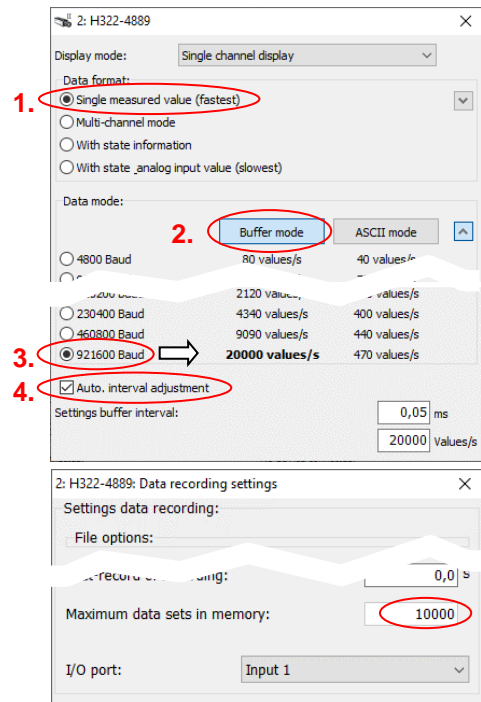 2: H322-4889
Display mode: Single channel display
Data format:
1. Single measured value (fastest)
Multi-channel mode
With state information
With state _analog input value (slowest)
Data mode:
2. Buffer mode ASCII mode
4800 Baud 80 values/s 40 values/s
2120 values/s
230400 Baud 4340 values/s 400 values/s
460800 Baud 9090 values/s 440 values/s
3. 921600 Baud 20000 values/s 470 values/s
4. Auto. interval adjustment
Settings buffer interval: 0,05 ms
20000 Values/s
2: H322-4889: Data recording settings
Settings data recording:
File options:
0,0 s
Maximum data sets in memory: 10000
I/O port: Input 1